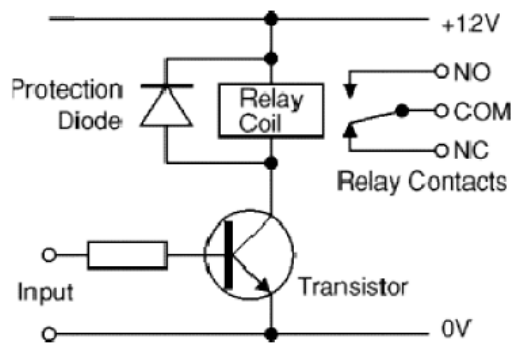 +12V
Protection
Diode
Relay
Coil
NO
COM
NC
Relay Contacts
Input
Transistor
0V